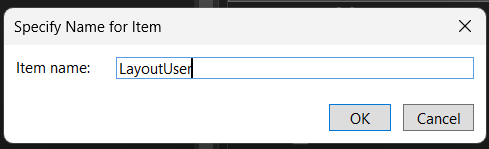 Specify Name for Item
Item name: LayoutUser
OK Cancel